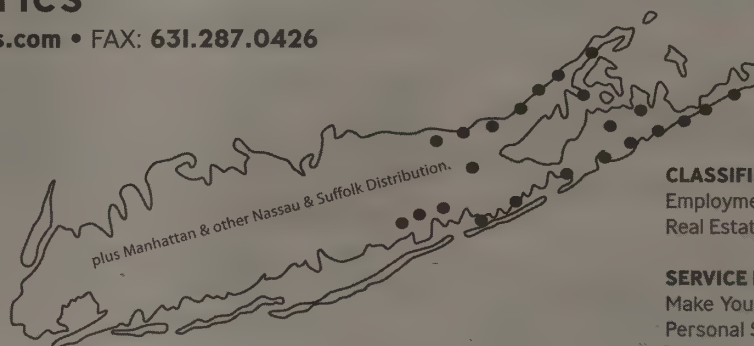 s.com • FAX: 631.287.0426
plus Manhattan & other Nassau & Suffolk Distribution.
CLASSIFI
Employme
Real Estat
SERVICE
Make You
Personal S